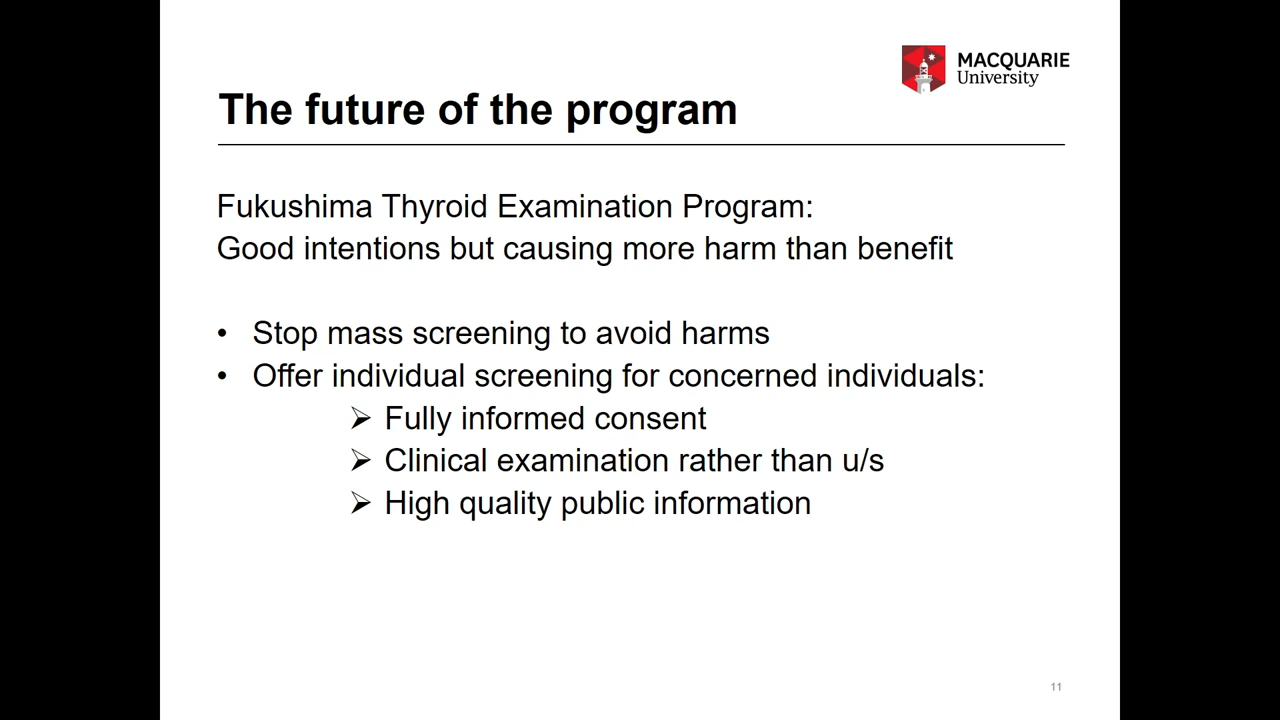 MACQUARIE
University
The future of the program
Fukushima Thyroid Examination Program:
Good intentions but causing more harm than benefit
• Stop mass screening to avoid harms
• Offer individual screening for concerned individuals:
➢ Fully informed consent
➢ Clinical examination rather than u/s
➢ High quality public information
11